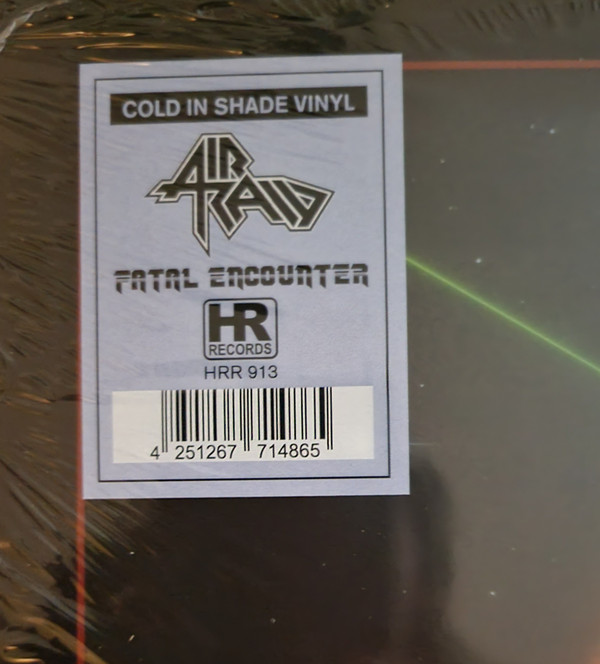 COLD IN SHADE VINYL
AIR
RAID
FATAL ENCOUNTER
HR
RECORDS
HRR 913
4 251267 714865